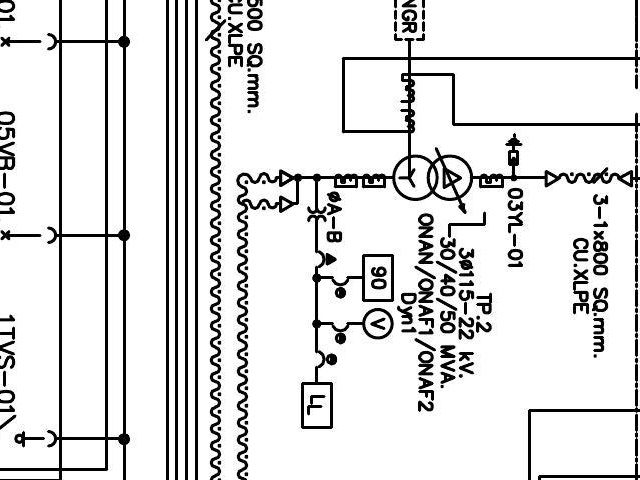 NGR
500 SQ.mm.
CU.XLPE
01
05VB-01
1TVS-01
3-1x800 SQ.mm.
CU.XLPE
03YL-01
TP.2
3ø115-22 kV.
30/40/50 MVA.
ONAN/ONAF1/ONAF2
Dyn1
øA-B
90
V
LL